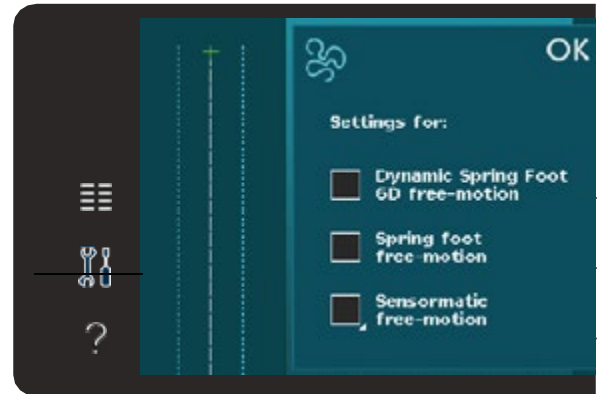 OK
Settings for:
Dynamic Spring Foot
6D free-motion
Spring foot
free-motion
Sensormatic
free-motion
?